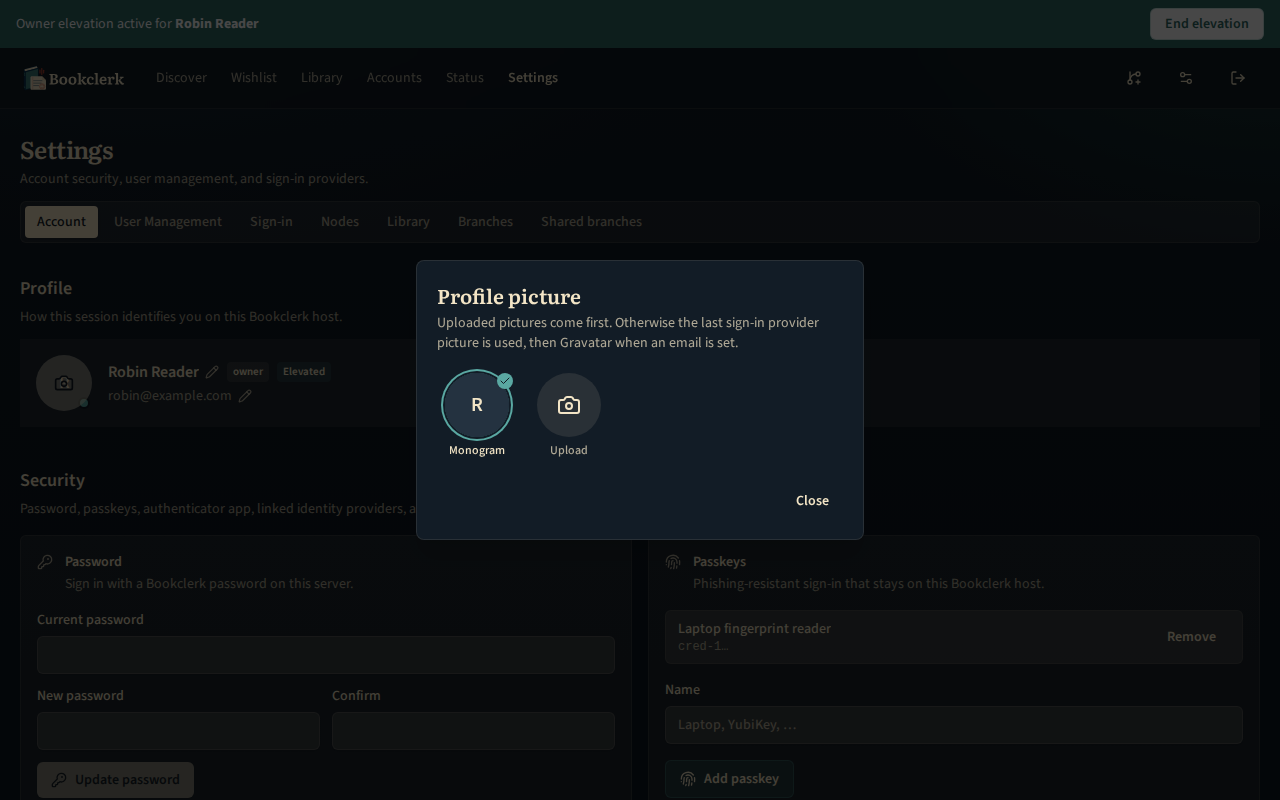 Owner elevation active for Robin Reader
End elevation
Bookclerk
Discover
Wishlist
Library
Accounts
Status
Settings
Settings
Account security, user management, and sign-in providers.
Account
User Management
Sign-in
Nodes
Library
Branches
Shared branches
Profile
How this session identifies you on this Bookclerk host.
Robin Reader
owner
Elevated
robin@example.com
Profile picture
Uploaded pictures come first. Otherwise the last sign-in provider
picture is used, then Gravatar when an email is set.
R
Monogram
Upload
Close
Security
Password, passkeys, authenticator app, linked identity providers, a
Password
Sign in with a Bookclerk password on this server.
Current password
New password
Confirm
Update password
Passkeys
Phishing-resistant sign-in that stays on this Bookclerk host.
Laptop fingerprint reader
cred-1…
Remove
Name
Laptop, YubiKey, …
Add passkey